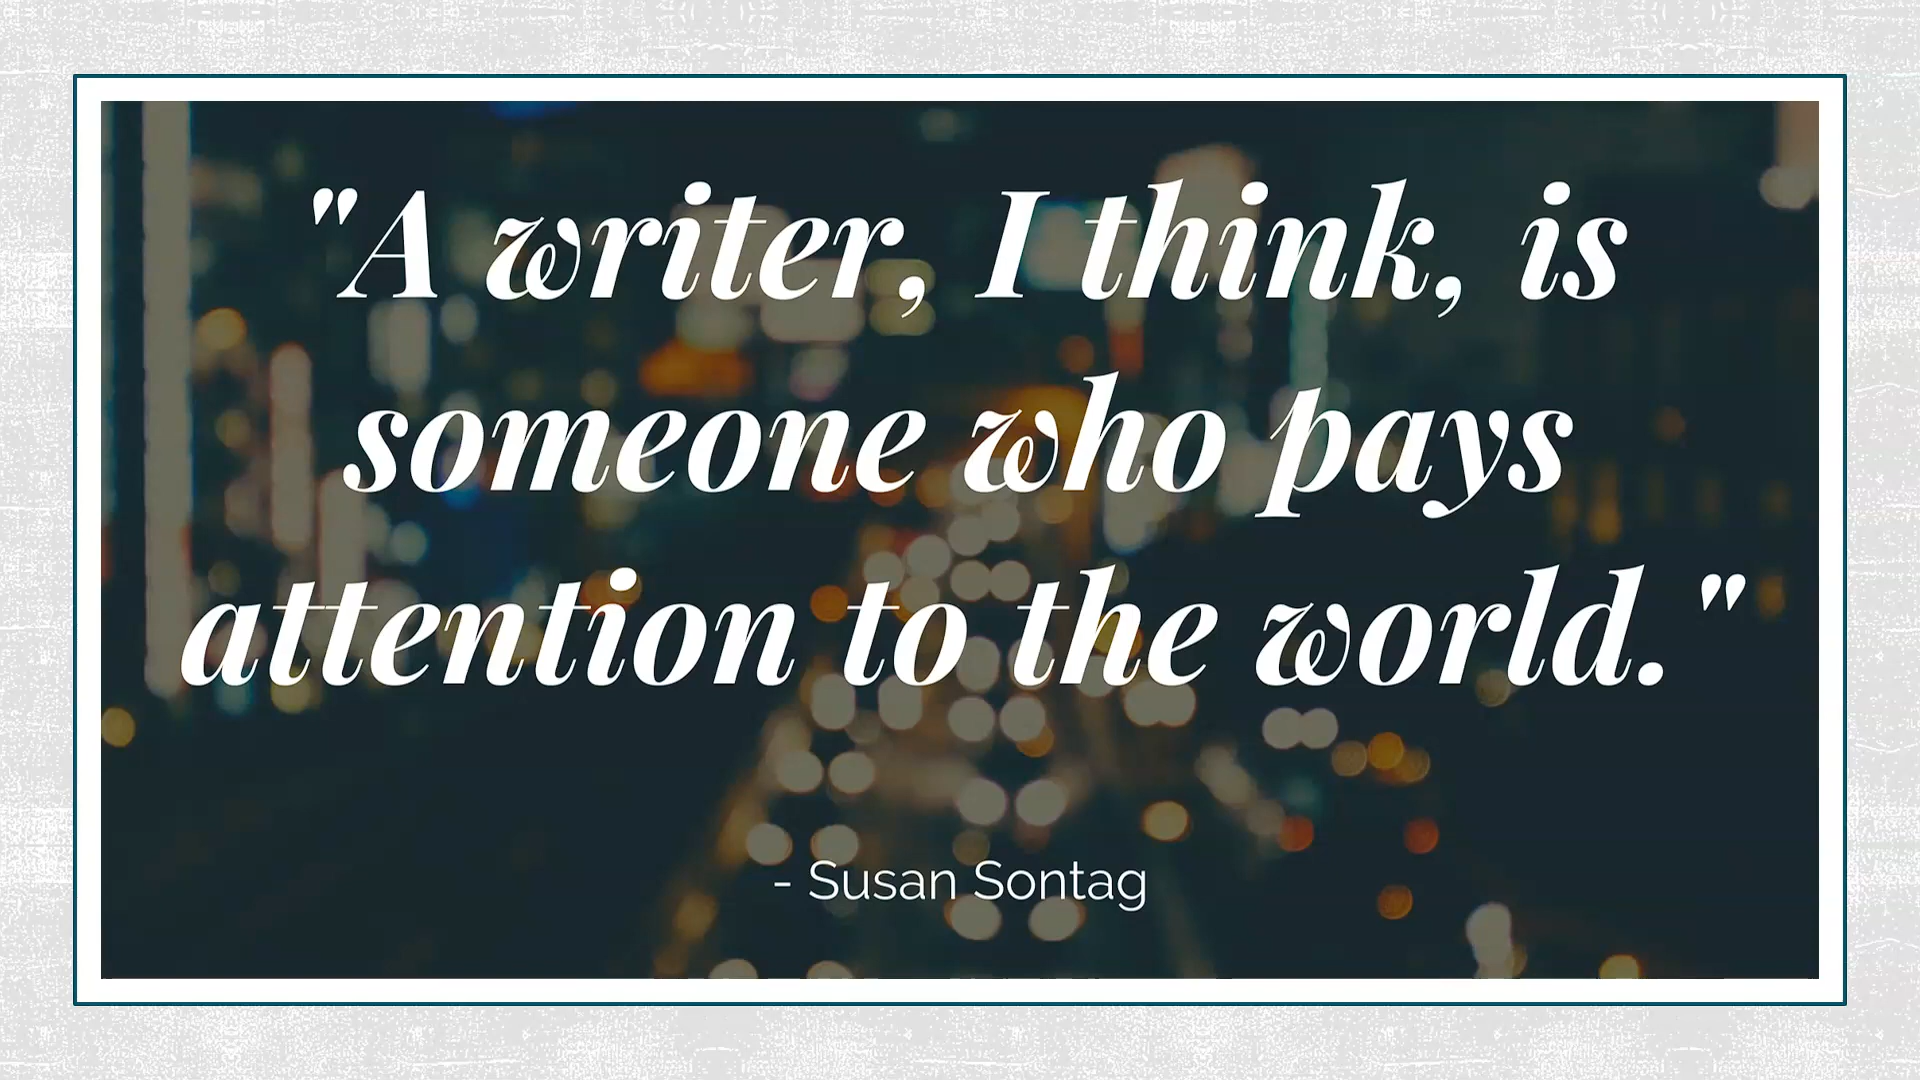 "A writer, I think, is
someone who pays
attention to the world. "
- Susan Sontag